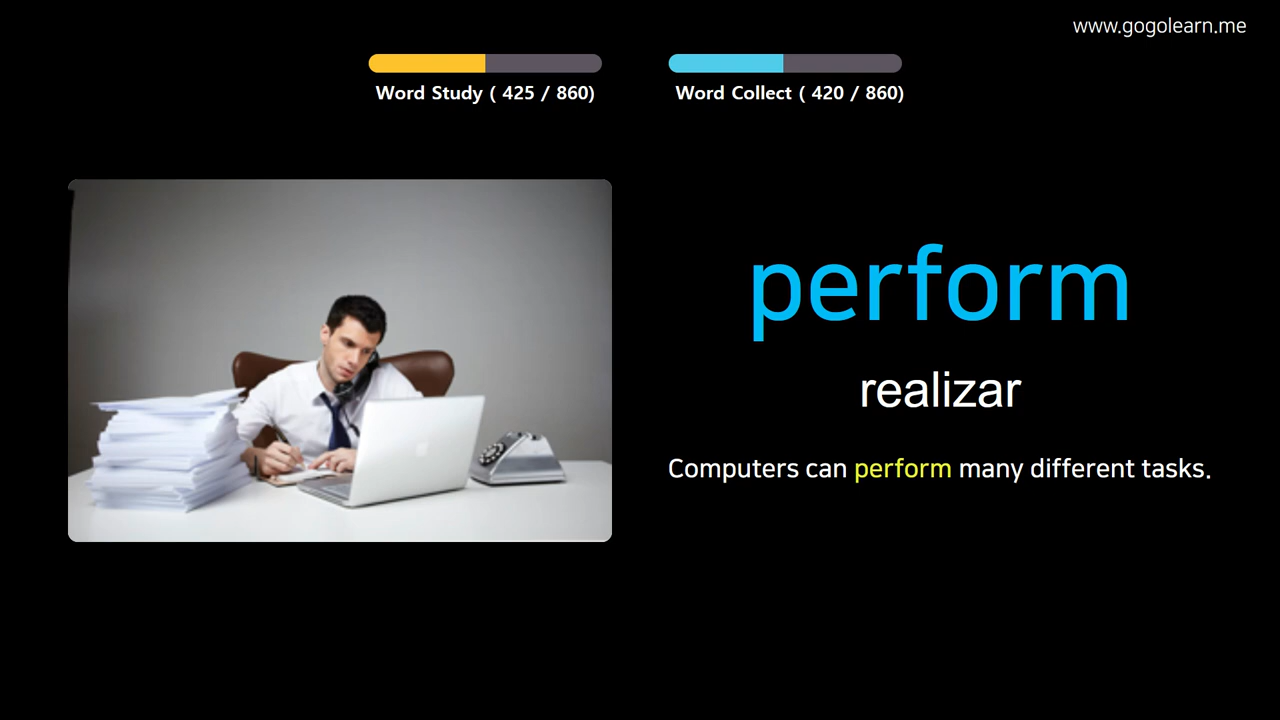 www.gogolearn.me
Word Study ( 425 / 860)
Word Collect ( 420 / 860)
perform
realizar
Computers can perform many different tasks.